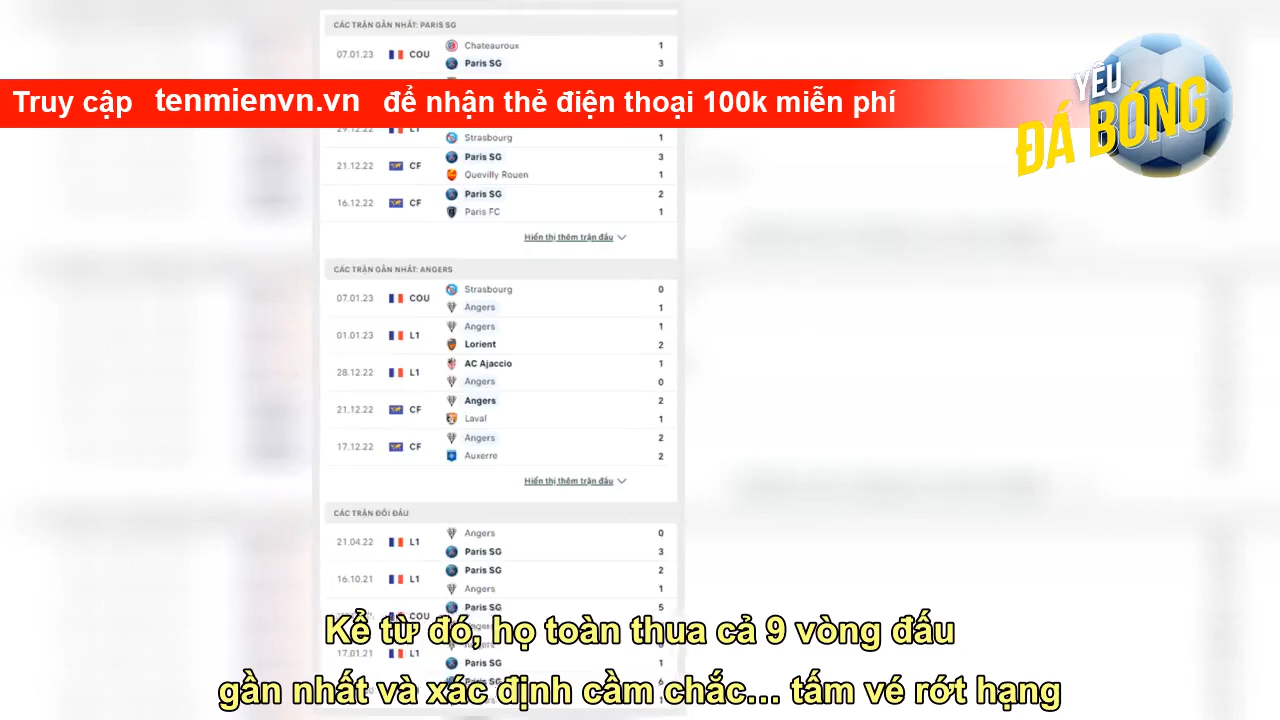 CÁC TRẬN GẦN NHẤT: PARIS SG
07.01.23 COU Chateauroux 1
Paris SG 3
Truy cập tenmienvn.vn để nhận thẻ điện thoại 100k miễn phí
YÊU
ĐÁ BÓNG
29.12.22 L1
Strasbourg 1
21.12.22 CF Paris SG 3
Quevilly Rouen 1
16.12.22 CF Paris SG 2
Paris FC 1
Hiển thị thêm trận đấu
CÁC TRẬN GẦN NHẤT: ANGERS
07.01.23 COU Strasbourg 0
Angers 1
01.01.23 L1 Angers 1
Lorient 2
28.12.22 L1 AC Ajaccio 1
Angers 0
21.12.22 CF Angers 2
Laval 1
17.12.22 CF Angers 2
Auxerre 2
Hiển thị thêm trận đấu
CÁC TRẬN ĐỐI ĐẦU
21.04.22 L1 Angers 0
Paris SG 3
16.10.21 L1 Paris SG 2
Angers 1
COU Paris SG 5
17.01.21 L1
Paris SG 1
Kể từ đó, họ toàn thua cả 9 vòng đấu
gần nhất và xác định cầm chắc... tấm vé rớt hạng